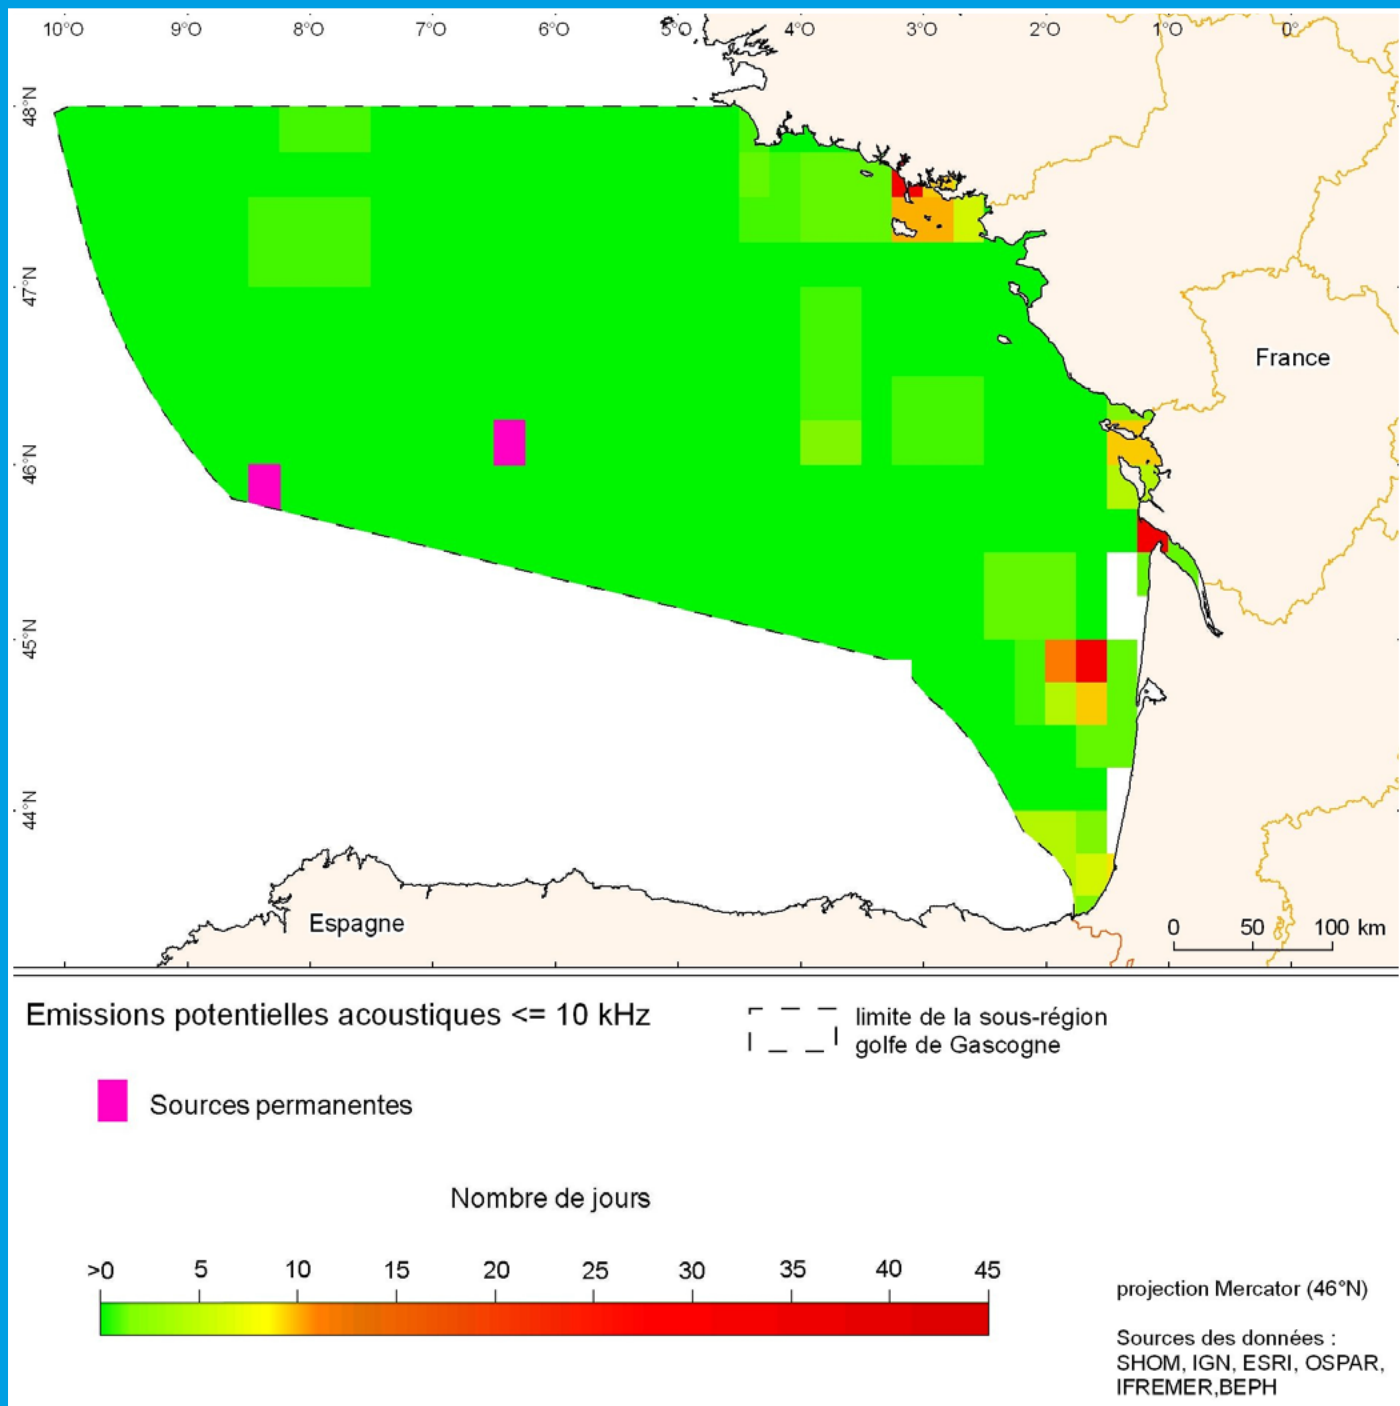 10°O 9°O 8°O 7°O 6°O 5°O 4°O 3°O 2°O 1°O 0°
48°N
47°N
France
46°N
45°N
44°N
Espagne
0 50 100 km
Emissions potentielles acoustiques <= 10 kHz
limite de la sous-région
golfe de Gascogne
Sources permanentes
Nombre de jours
>0 5 10 15 20 25 30 35 40 45
projection Mercator (46°N)
Sources des données :
SHOM, IGN, ESRI, OSPAR,
IFREMER,BEPH